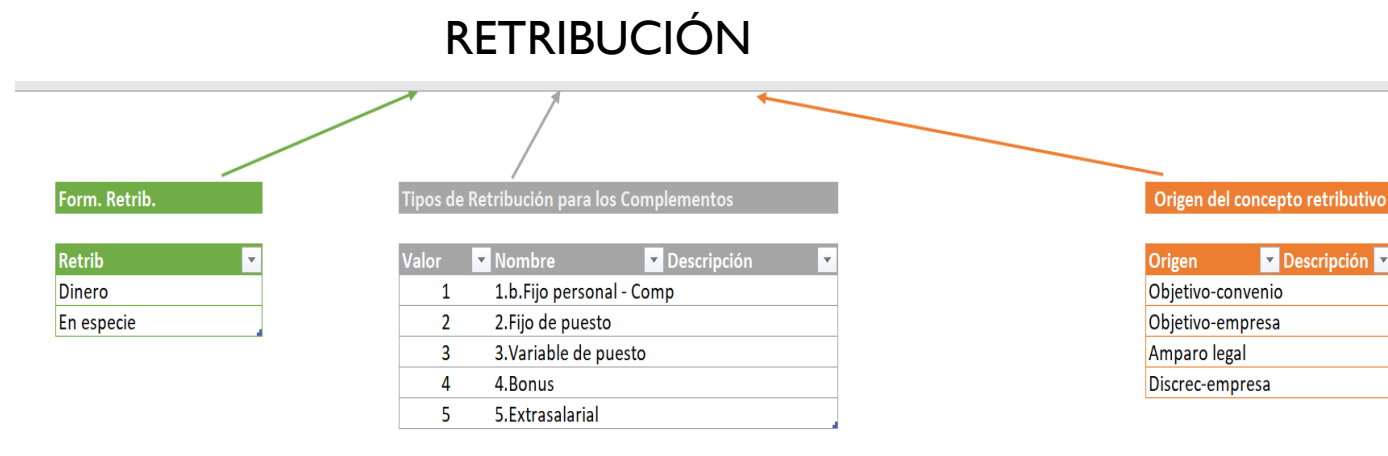 RETRIBUCIÓN
Form. Retrib.
Retrib
Dinero
En especie
Tipos de Retribución para los Complementos
Valor Nombre Descripción
1 1.b.Fijo personal - Comp
2 2.Fijo de puesto
3 3.Variable de puesto
4 4.Bonus
5 5.Extrasalarial
Origen del concepto retributivo
Origen Descripción
Objetivo-convenio
Objetivo-empresa
Amparo legal
Discrec-empresa